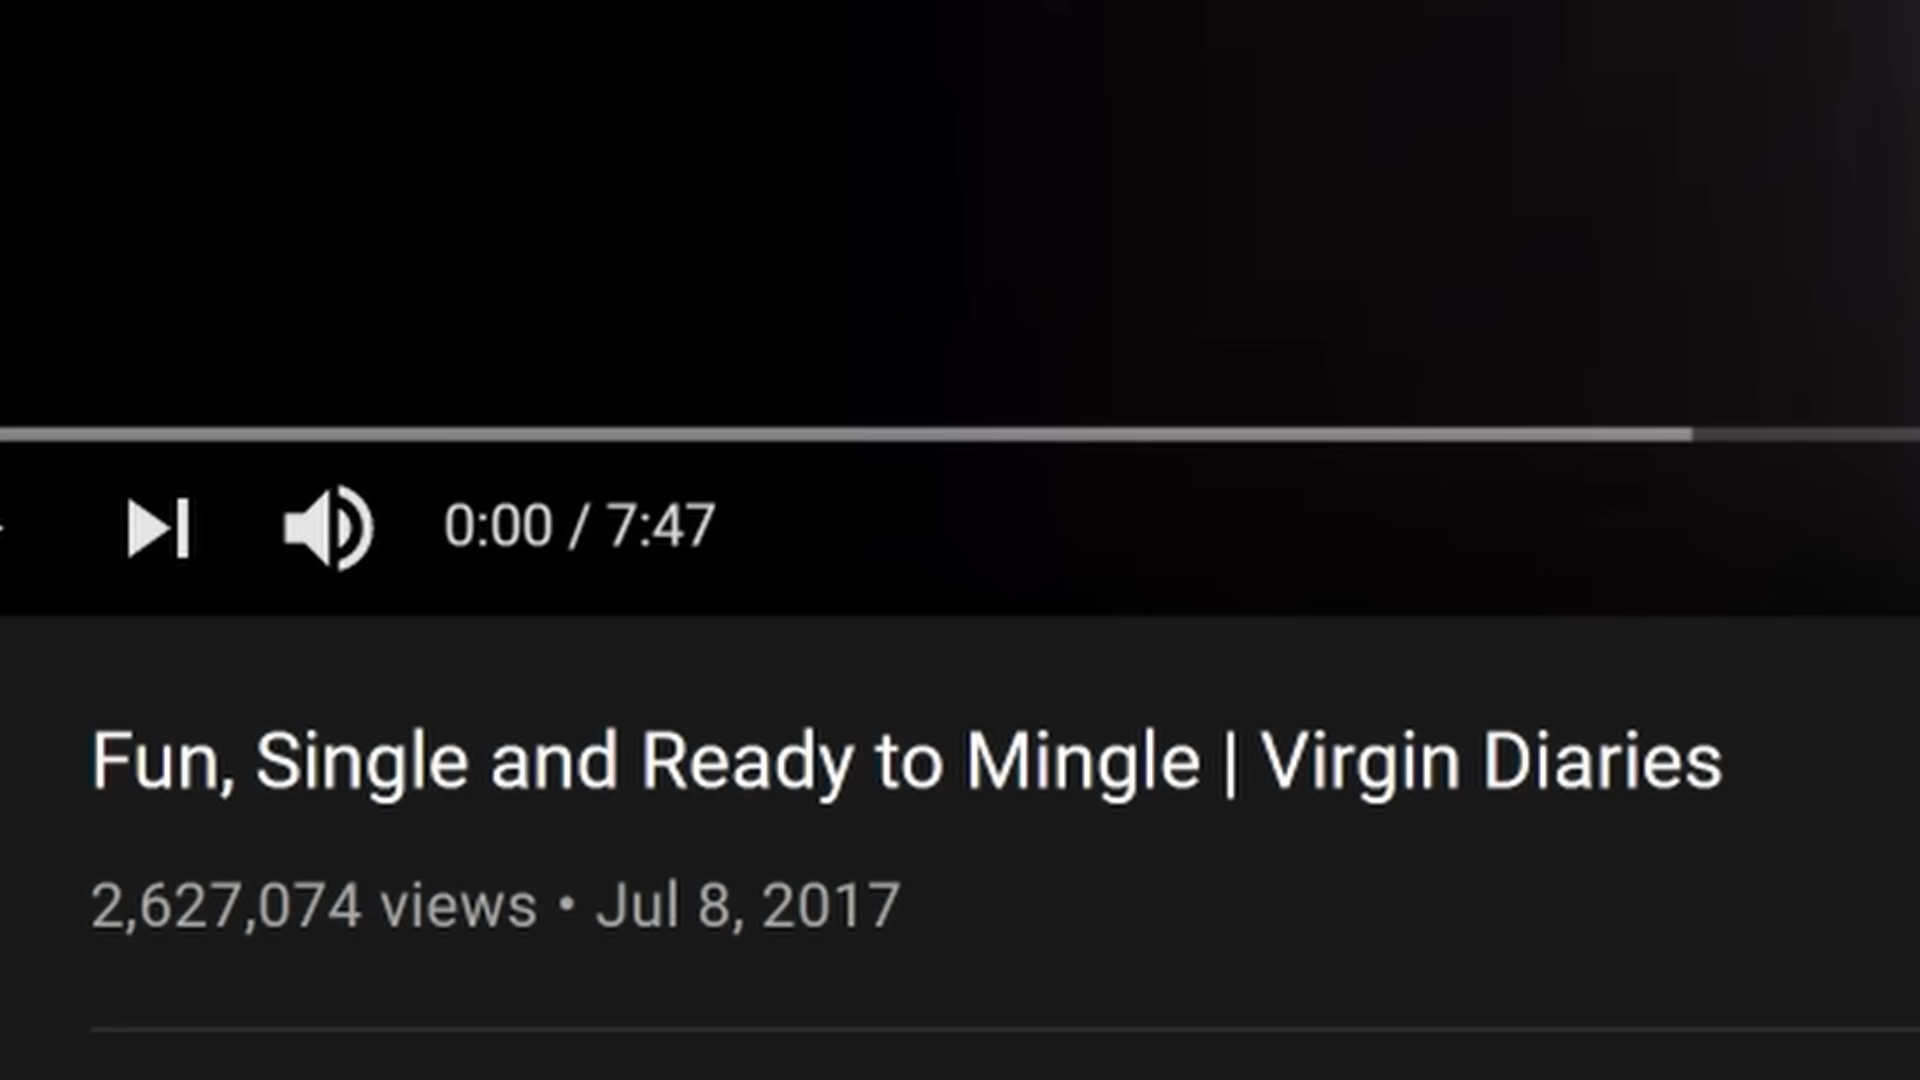 0:00 / 7:47
Fun, Single and Ready to Mingle | Virgin Diaries
2,627,074 views • Jul 8, 2017